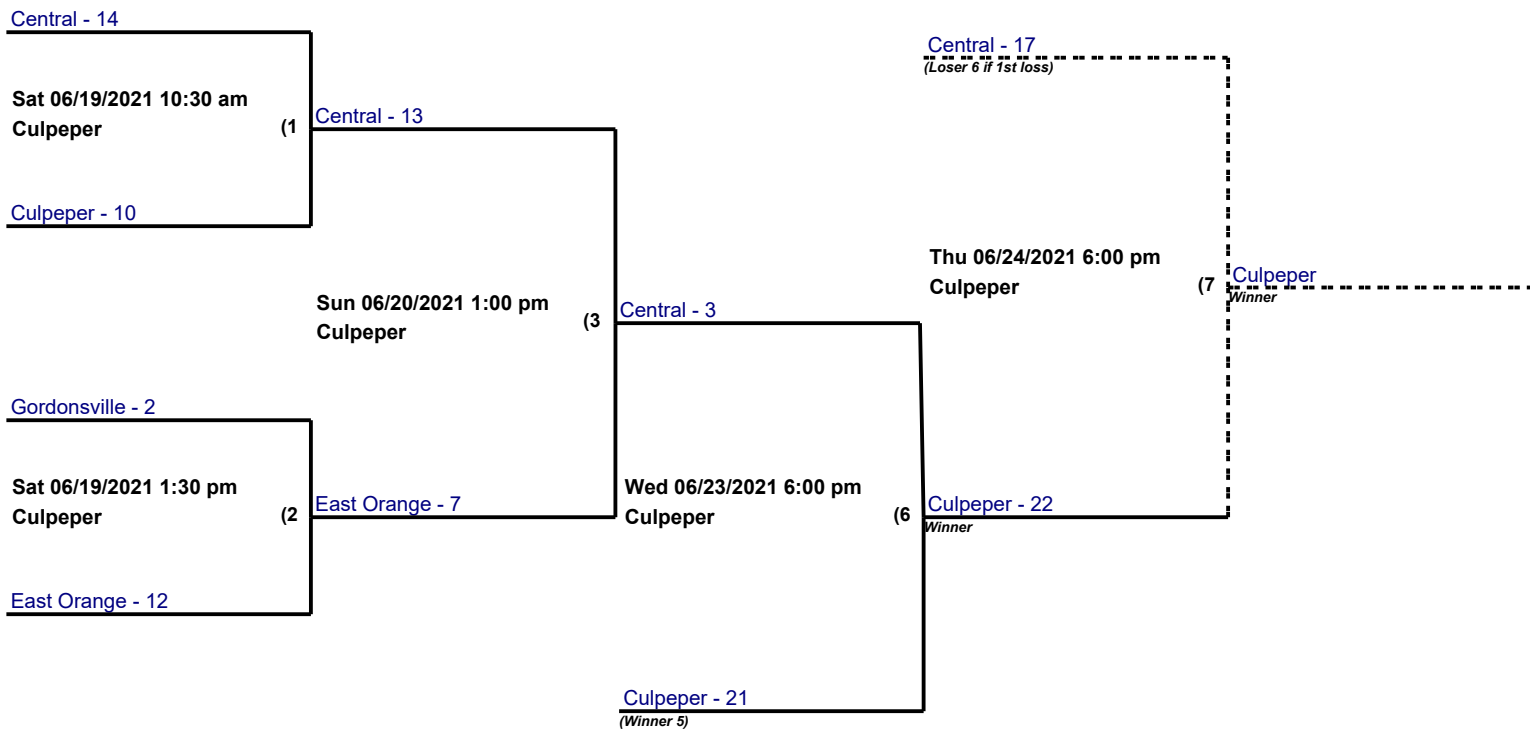 Central - 14
Sat 06/19/2021 10:30 am
Culpeper
(1
Culpeper - 10
Central - 13
Gordonsville - 2
Sat 06/19/2021 1:30 pm
Culpeper
(2
East Orange - 12
East Orange - 7
Sun 06/20/2021 1:00 pm
Culpeper
(3
Central - 3
Wed 06/23/2021 6:00 pm
Culpeper
(6
Culpeper - 21
(Winner 5)
Central - 17
(Loser 6 if 1st loss)
Thu 06/24/2021 6:00 pm
Culpeper
(7
Culpeper - 22
Winner
Culpeper
Winner